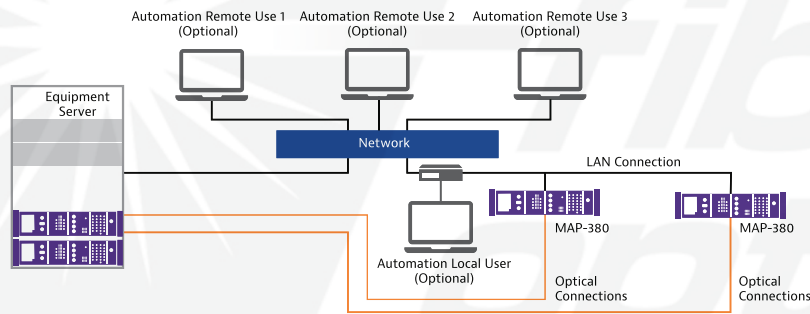 Automation Remote Use 1
(Optional)
Automation Remote Use 2
(Optional)
Automation Remote Use 3
(Optional)
Equipment
Server
Network
LAN Connection
MAP-380
MAP-380
Automation Local User
(Optional)
Optical
Connections
Optical
Connections